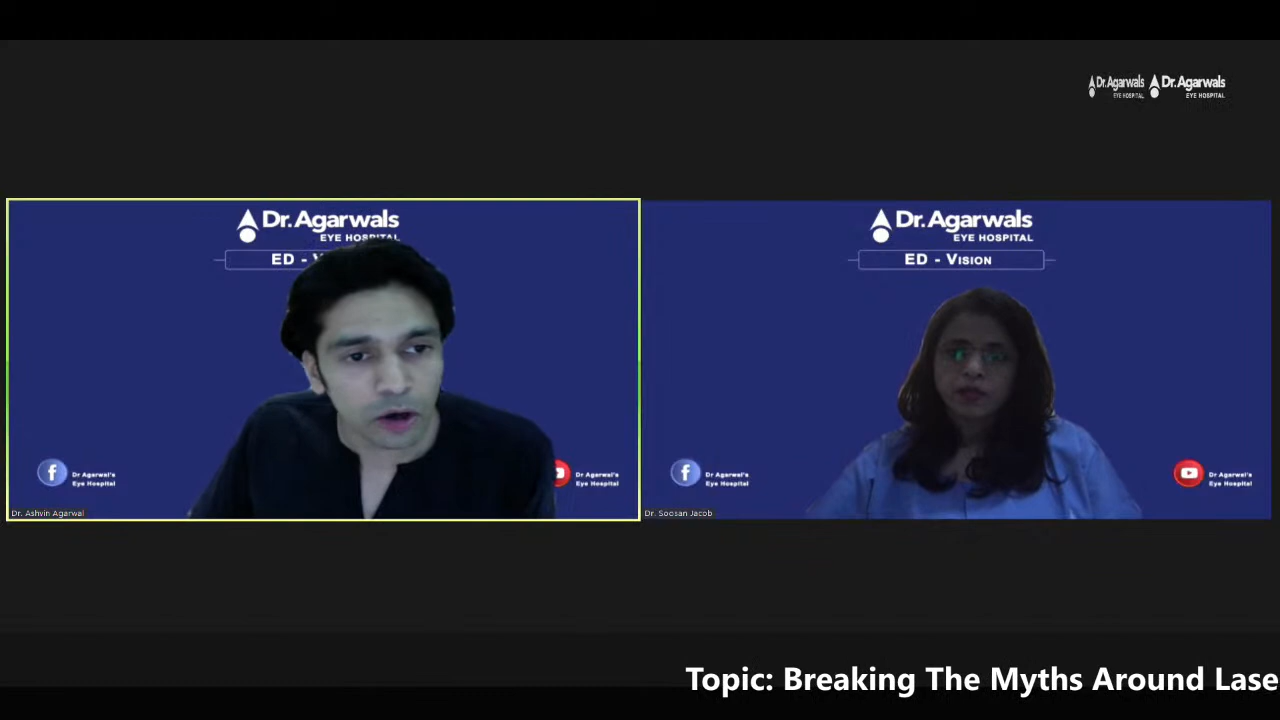 Dr.Agarwals
EYE HOSPITAL
Dr.Agarwals
EYE HOSPITAL
Dr.Agarwals
EYE HOSPITAL
ED - V
Dr.Agarwals
EYE HOSPITAL
ED - VISION
f
Dr Agarwal's
Eye Hospital
Dr Agarwal's
Eye Hospital
f
Dr Agarwal's
Eye Hospital
Dr Agarwal's
Eye Hospital
Dr. Ashvin Agarwal
Dr. Soosan Jacob
Topic: Breaking The Myths Around Lase